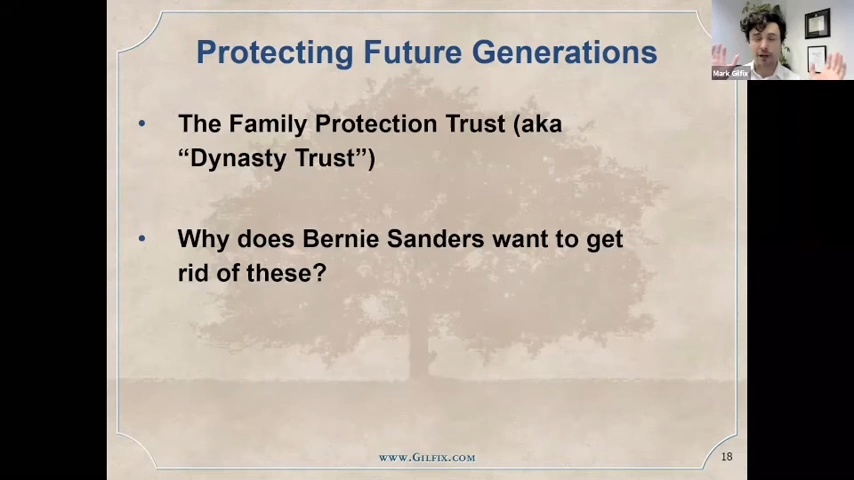 Protecting Future Generations
Mark Gilfix
• The Family Protection Trust (aka
“Dynasty Trust”)
• Why does Bernie Sanders want to get
rid of these?
www.Gilfix.com
18